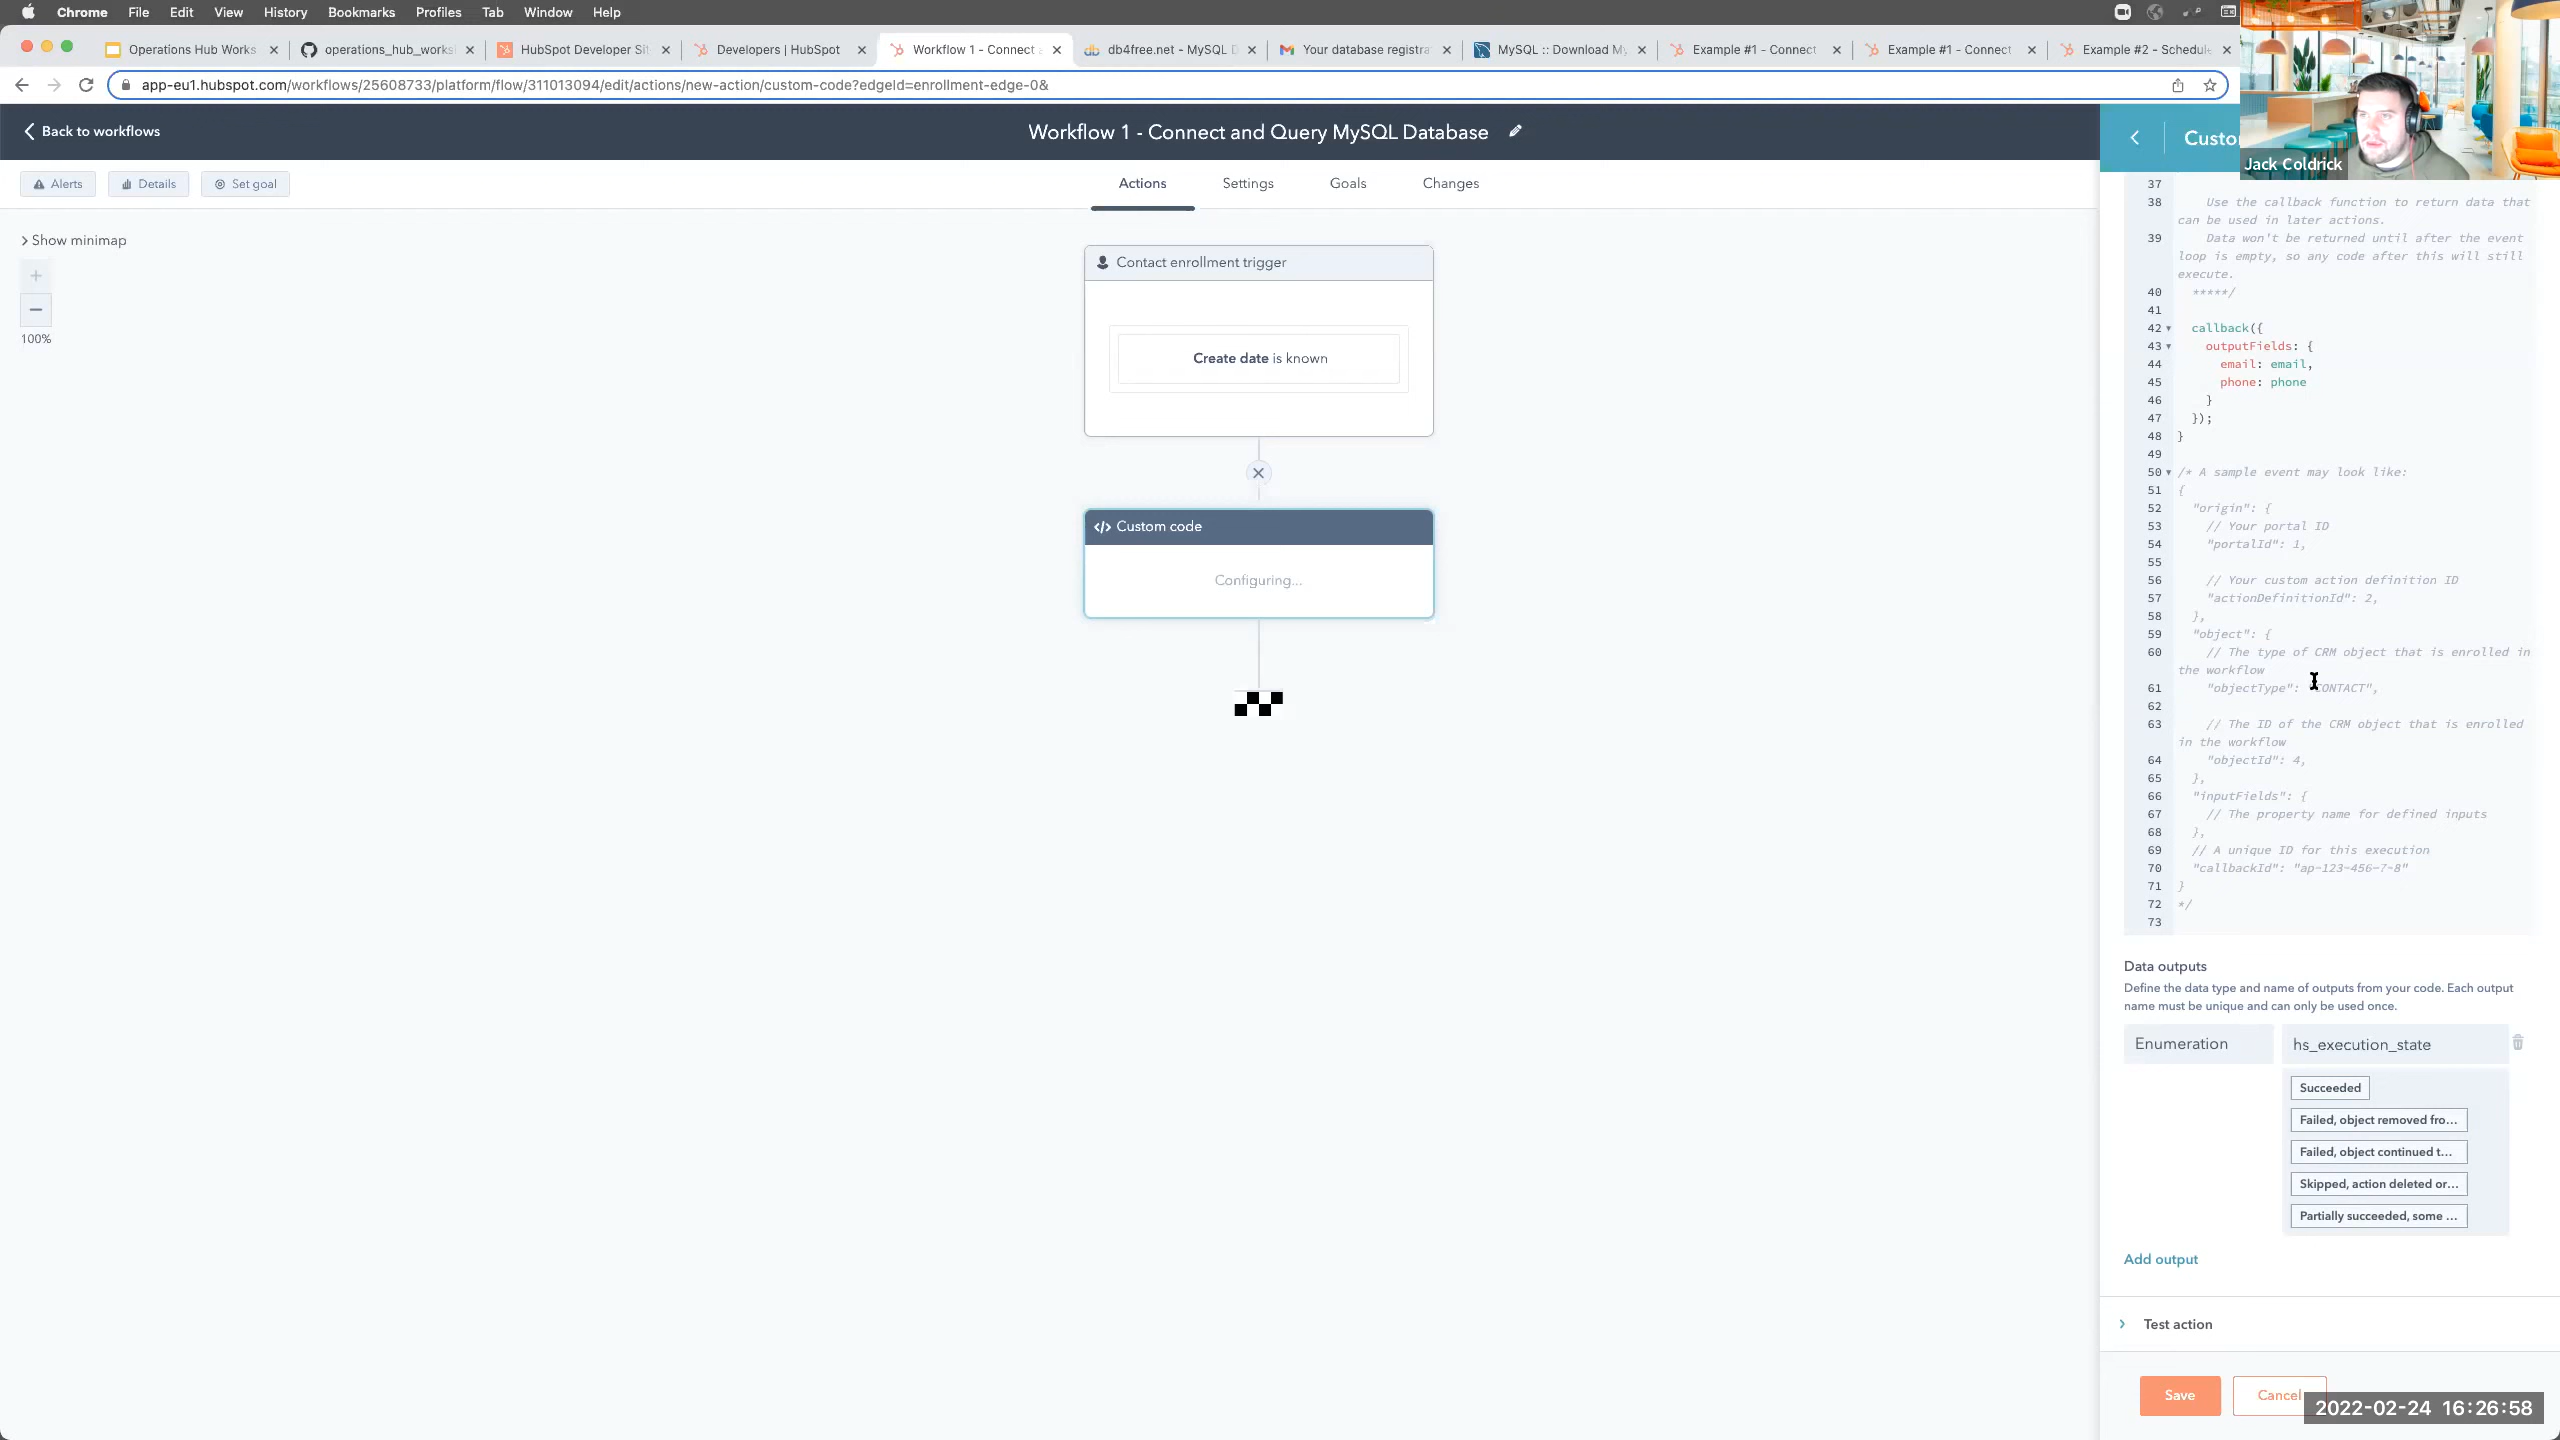 Chrome File Edit View History Bookmarks Profiles Tab Window Help
Operations Hub Works
operations_hub_works
HubSpot Developer Sit
Developers | HubSpot
Workflow 1 - Connect a
db4free.net - MySQL D
Your database registra
MySQL :: Download My
Example #1 - Connect
Example #1 - Connect
Example #2 - Schedule
app-eu1.hubspot.com/workflows/25608733/platform/flow/311013094/edit/actions/new-action/custom-code?edgeId=enrollment-edge-0&
Back to workflows
Workflow 1 - Connect and Query MySQL Database
Custo
Jack Coldrick
Alerts
Details
Set goal
Actions
Settings
Goals
Changes
Show minimap
+
−
100%
Contact enrollment trigger
Create date is known
Custom code
Configuring...
37
38 Use the callback function to return data that
can be used in later actions.
39 Data won't be returned until after the event
loop is empty, so any code after this will still
execute.
40 *****/
41
42 callback({
43 outputFields: {
44 email: email,
45 phone: phone
46 }
47 });
48 }
49
50 /* A sample event may look like:
51 {
52 "origin": {
53 // Your portal ID
54 "portalId": 1,
55
56 // Your custom action definition ID
57 "actionDefinitionId": 2,
58 },
59 "object": {
60 // The type of CRM object that is enrolled in
the workflow
61 "objectType": "CONTACT",
62
63 // The ID of the CRM object that is enrolled
in the workflow
64 "objectId": 4,
65 },
66 "inputFields": {
67 // The property name for defined inputs
68 },
69 // A unique ID for this execution
70 "callbackId": "ap-123-456-7-8"
71 }
72 */
73
Data outputs
Define the data type and name of outputs from your code. Each output
name must be unique and can only be used once.
Enumeration
hs_execution_state
Succeeded
Failed, object removed fro...
Failed, object continued t...
Skipped, action deleted or...
Partially succeeded, some ...
Add output
Test action
Save
Cancel
2022-02-24 16:26:58